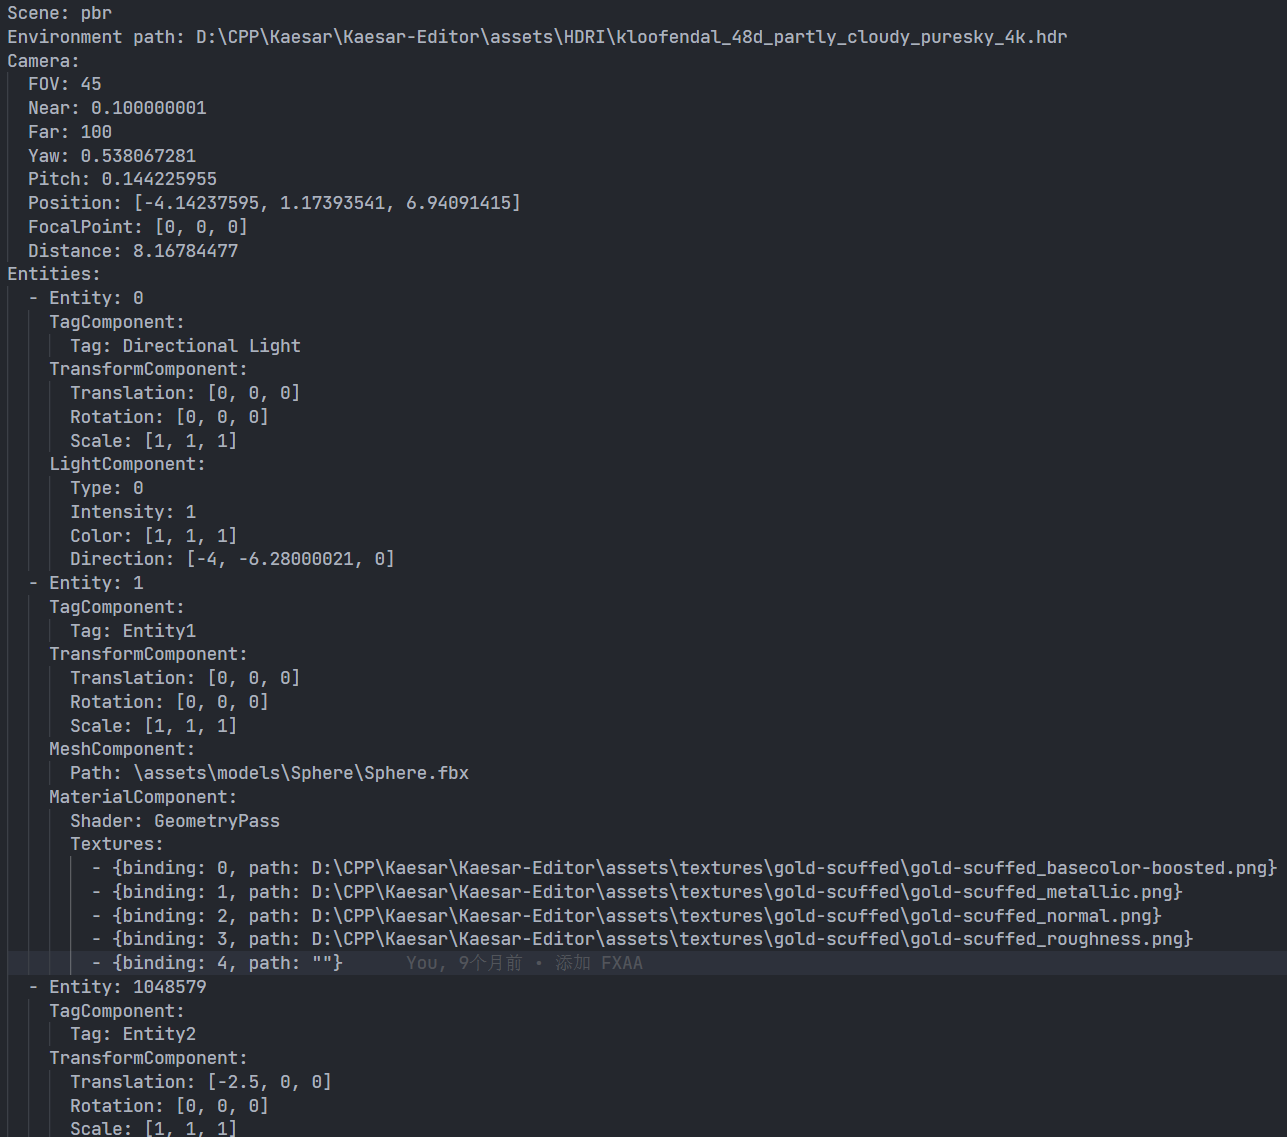 Scene: pbr
Environment path: D:\CPP\Kaesar\Kaesar-Editor\assets\HDRI\kloofendal_48d_partly_cloudy_puresky_4k.hdr
Camera:
  FOV: 45
  Near: 0.100000001
  Far: 100
  Yaw: 0.538067281
  Pitch: 0.144225955
  Position: [-4.14237595, 1.17393541, 6.94091415]
  FocalPoint: [0, 0, 0]
  Distance: 8.16784477
Entities:
  - Entity: 0
    TagComponent:
      Tag: Directional Light
    TransformComponent:
      Translation: [0, 0, 0]
      Rotation: [0, 0, 0]
      Scale: [1, 1, 1]
    LightComponent:
      Type: 0
      Intensity: 1
      Color: [1, 1, 1]
      Direction: [-4, -6.28000021, 0]
  - Entity: 1
    TagComponent:
      Tag: Entity1
    TransformComponent:
      Translation: [0, 0, 0]
      Rotation: [0, 0, 0]
      Scale: [1, 1, 1]
    MeshComponent:
      Path: \assets\models\Sphere\Sphere.fbx
    MaterialComponent:
      Shader: GeometryPass
      Textures:
        - {binding: 0, path: D:\CPP\Kaesar\Kaesar-Editor\assets\textures\gold-scuffed\gold-scuffed_basecolor-boosted.png}
        - {binding: 1, path: D:\CPP\Kaesar\Kaesar-Editor\assets\textures\gold-scuffed\gold-scuffed_metallic.png}
        - {binding: 2, path: D:\CPP\Kaesar\Kaesar-Editor\assets\textures\gold-scuffed\gold-scuffed_normal.png}
        - {binding: 3, path: D:\CPP\Kaesar\Kaesar-Editor\assets\textures\gold-scuffed\gold-scuffed_roughness.png}
        - {binding: 4, path: ""}      You, 9个月前 • 添加 FXAA
  - Entity: 1048579
    TagComponent:
      Tag: Entity2
    TransformComponent:
      Translation: [-2.5, 0, 0]
      Rotation: [0, 0, 0]
      Scale: [1, 1, 1]